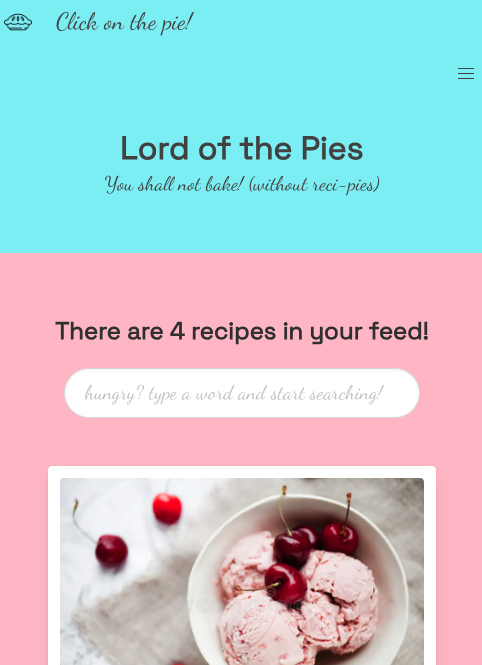 Click on the pie!
Lord of the Pies
You shall not bake! (without reci-pies)
There are 4 recipes in your feed!
hungry? type a word and start searching!